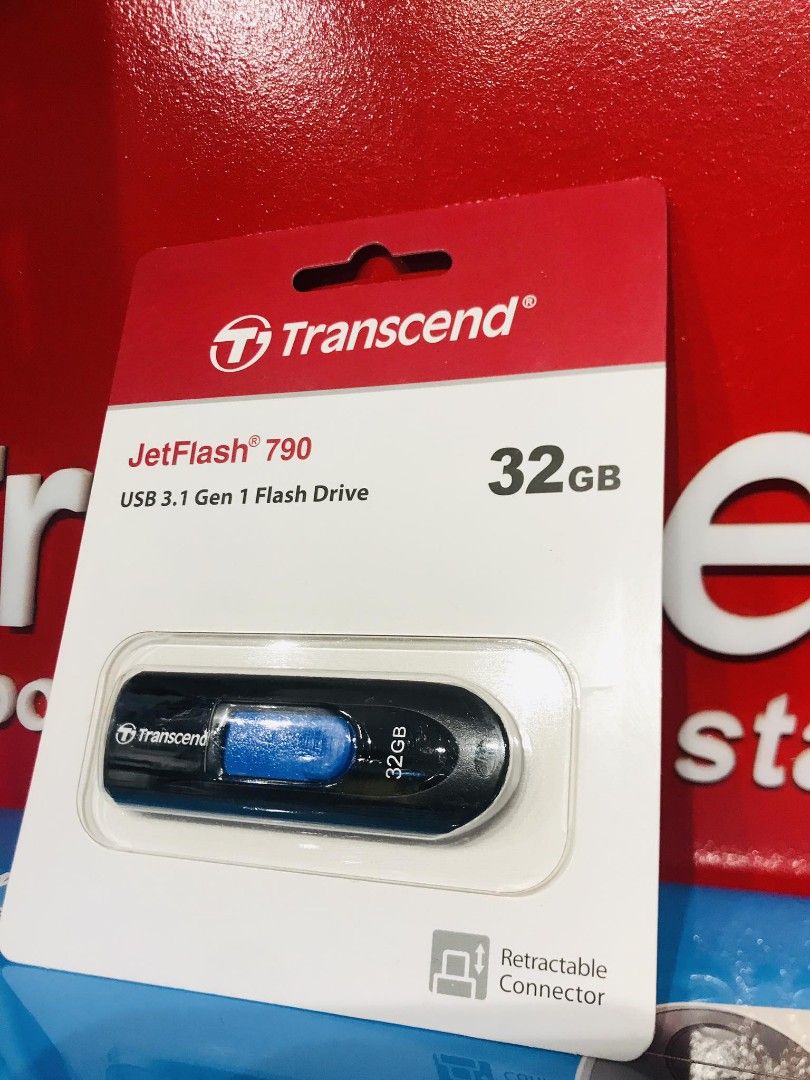 Transcend®
JetFlash® 790
32GB
USB 3.1 Gen 1 Flash Drive
Transcend
32GB
Retractable
Connector